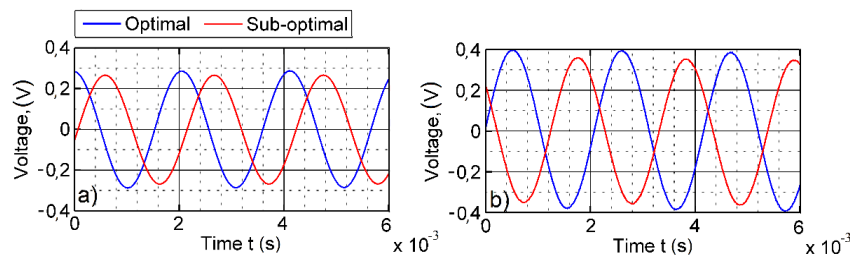 Optimal Sub-optimal
0,4
0,2
0
-0,2
-0,4
Voltage, (V)
a)
0 2 4 6
Time t (s)
x 10⁻³
0,4
0,2
0
-0,2
-0,4
Voltage, (V)
b)
0 2 4 6
Time t (s)
x 10⁻³